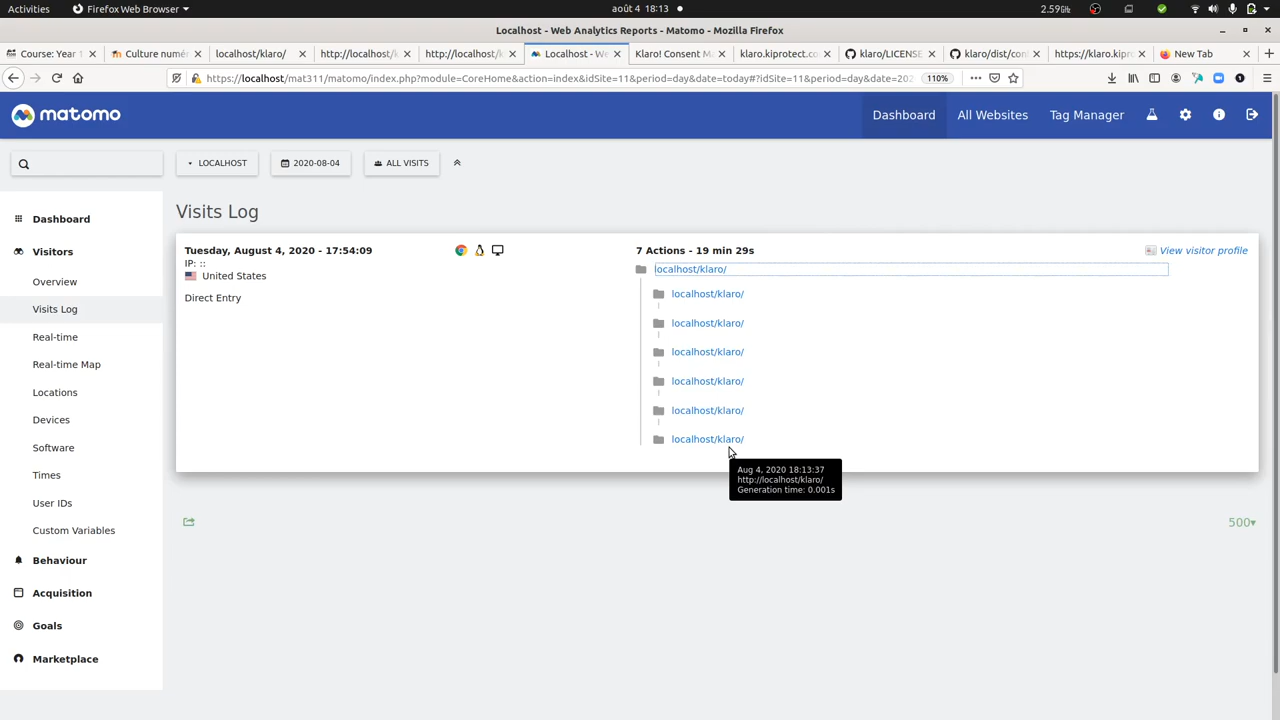 Activities
Firefox Web Browser
août 4 18:13
2.59
Localhost - Web Analytics Reports - Matomo - Mozilla Firefox
Course: Year 1
Culture numé
localhost/klaro/
http://localhost/k
http://localhost/k
Localhost - We
Klaro! Consent Ma
klaro.kiprotect.co
klaro/LICENSE
klaro/dist/con
https://klaro.kipr
New Tab
https://localhost/mat311/matomo/index.php?module=CoreHome&action=index&idSite=11&period=day&date=today#?idSite=11&period=day&date=202
110%
matomo
Dashboard
All Websites
Tag Manager
LOCALHOST
2020-08-04
ALL VISITS
Dashboard
Visitors
Overview
Visits Log
Real-time
Real-time Map
Locations
Devices
Software
Times
User IDs
Custom Variables
Behaviour
Acquisition
Goals
Marketplace
Visits Log
Tuesday, August 4, 2020 - 17:54:09
IP: ::
United States
Direct Entry
7 Actions - 19 min 29s
View visitor profile
localhost/klaro/
localhost/klaro/
localhost/klaro/
localhost/klaro/
localhost/klaro/
localhost/klaro/
localhost/klaro/
Aug 4, 2020 18:13:37
http://localhost/klaro/
Generation time: 0.001s
500